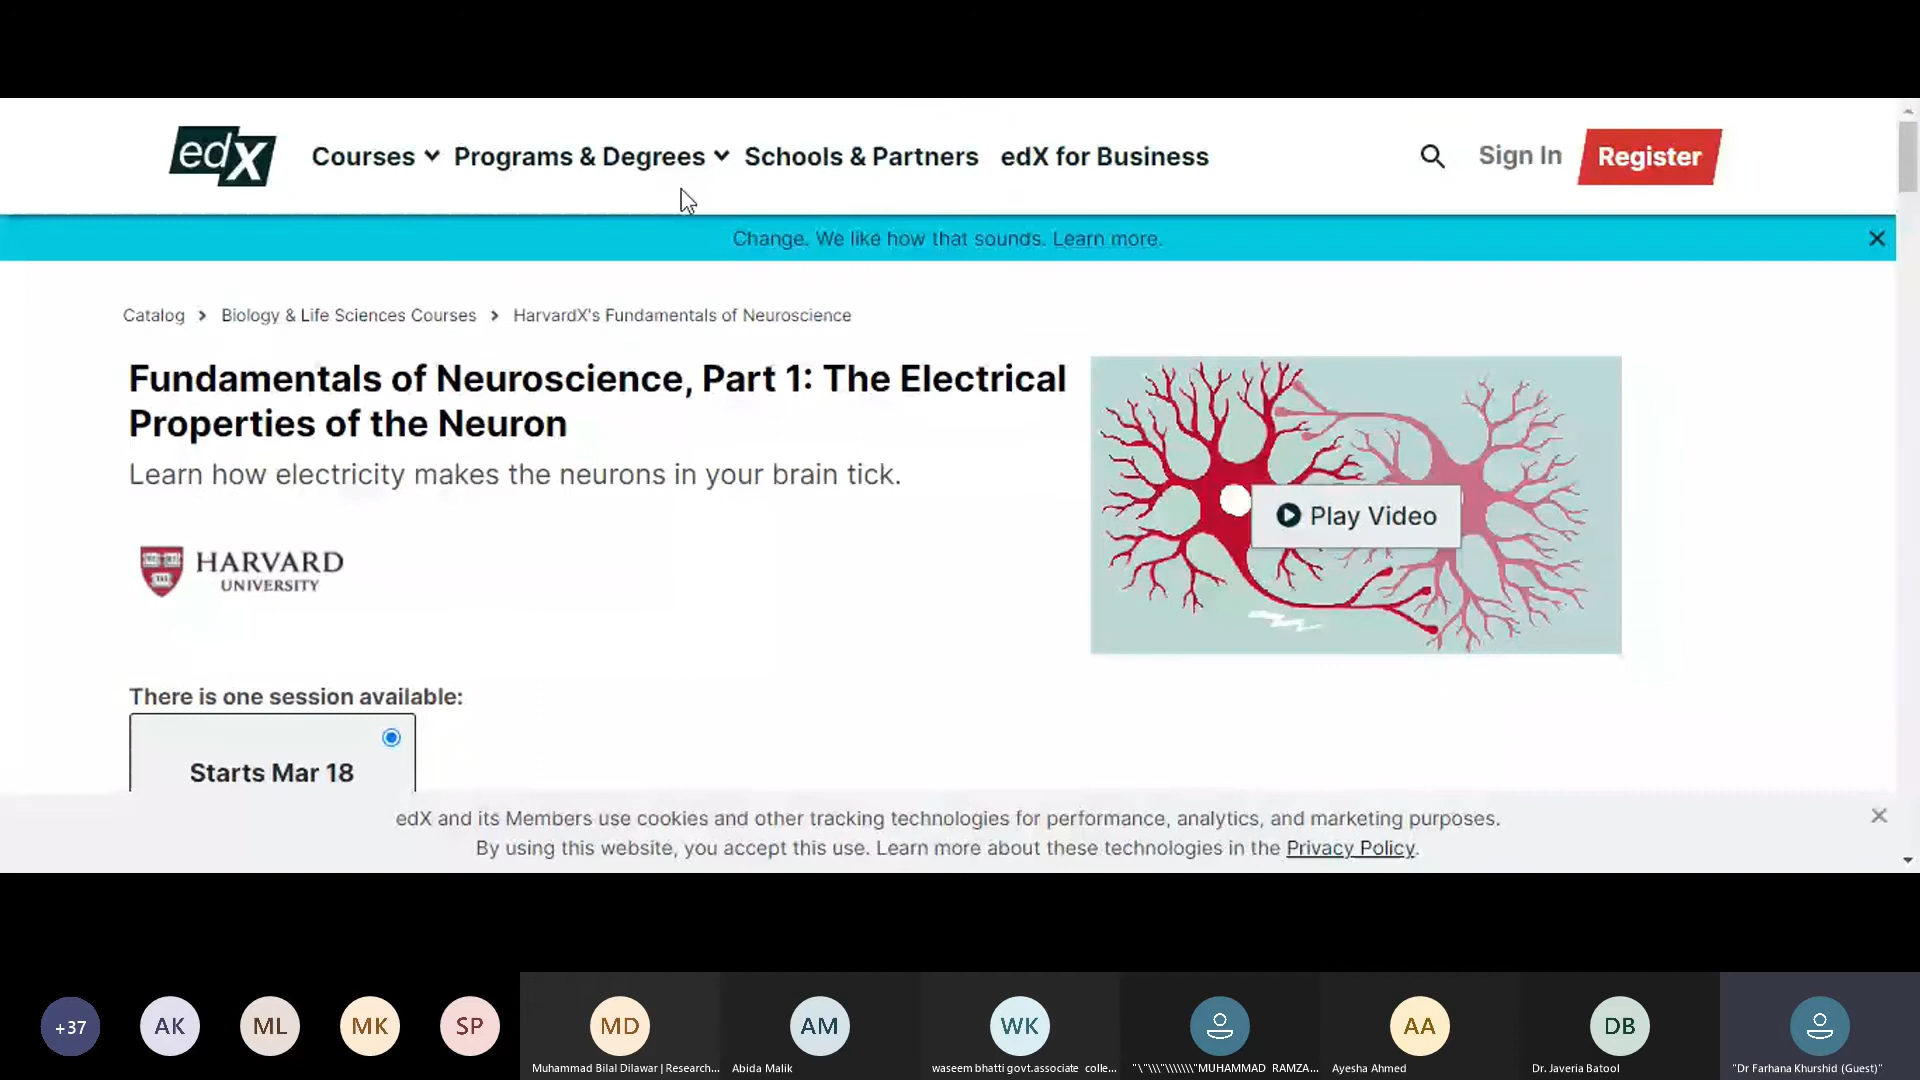 edX
Courses Programs & Degrees Schools & Partners edX for Business Sign In Register
Change. We like how that sounds. Learn more.
Catalog > Biology & Life Sciences Courses > HarvardX's Fundamentals of Neuroscience
Fundamentals of Neuroscience, Part 1: The Electrical
Properties of the Neuron
Learn how electricity makes the neurons in your brain tick.
Play Video
HARVARD
UNIVERSITY
There is one session available:
Starts Mar 18
edX and its Members use cookies and other tracking technologies for performance, analytics, and marketing purposes.
By using this website, you accept this use. Learn more about these technologies in the Privacy Policy.
+37 AK ML MK SP MD AM WK AA DB
Muhammad Bilal Dilawar | Research... Abida Malik waseem bhatti govt.associate colle... "\"\\\"\\\\\\\"MUHAMMAD RAMZA... Ayesha Ahmed Dr. Javeria Batool "Dr Farhana Khurshid (Guest)"